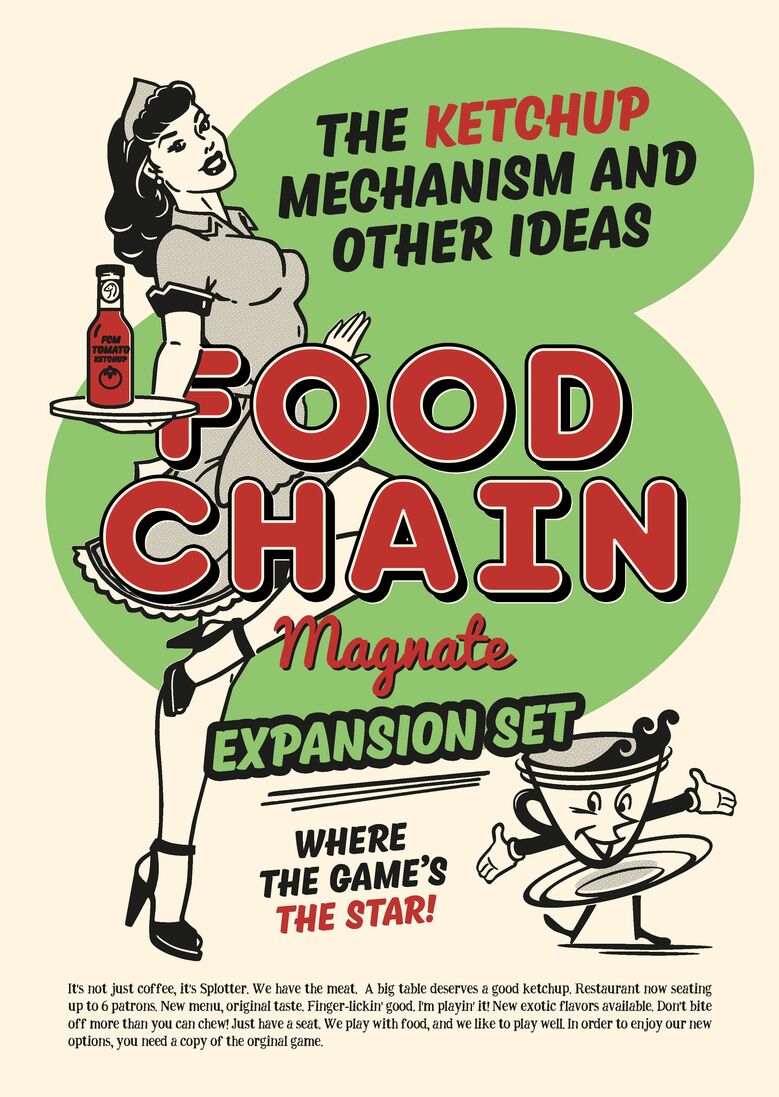 THE KETCHUP
MECHANISM AND
OTHER IDEAS
FCM
TOMATO
KETCHUP
FOOD
CHAIN
Magnate
EXPANSION SET
WHERE
THE GAME'S
THE STAR!
It's not just coffee, it's Splotter. We have the meat. A big table deserves a good ketchup. Restaurant now seating
up to 6 patrons. New menu, original taste. Finger-lickin' good. I'm playin' it! New exotic flavors available. Don't bite
off more than you can chew! Just have a seat. We play with food, and we like to play well. In order to enjoy our new
options, you need a copy of the orginal game.